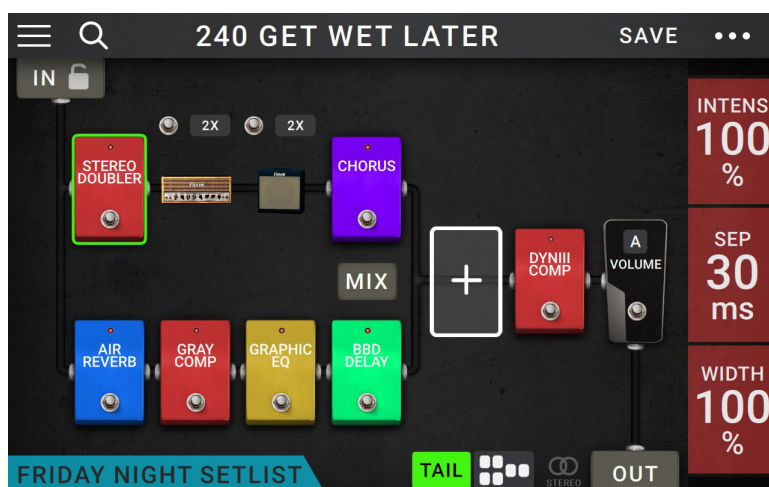 240 GET WET LATER
SAVE
IN
2X
2X
INTENS
100
%
STEREO
DOUBLER
CHORUS
SEP
30
ms
A
VOLUME
DYNIII
COMP
MIX
AIR
REVERB
GRAY
COMP
GRAPHIC
EQ
BBD
DELAY
WIDTH
100
%
FRIDAY NIGHT SETLIST
TAIL
STEREO
OUT